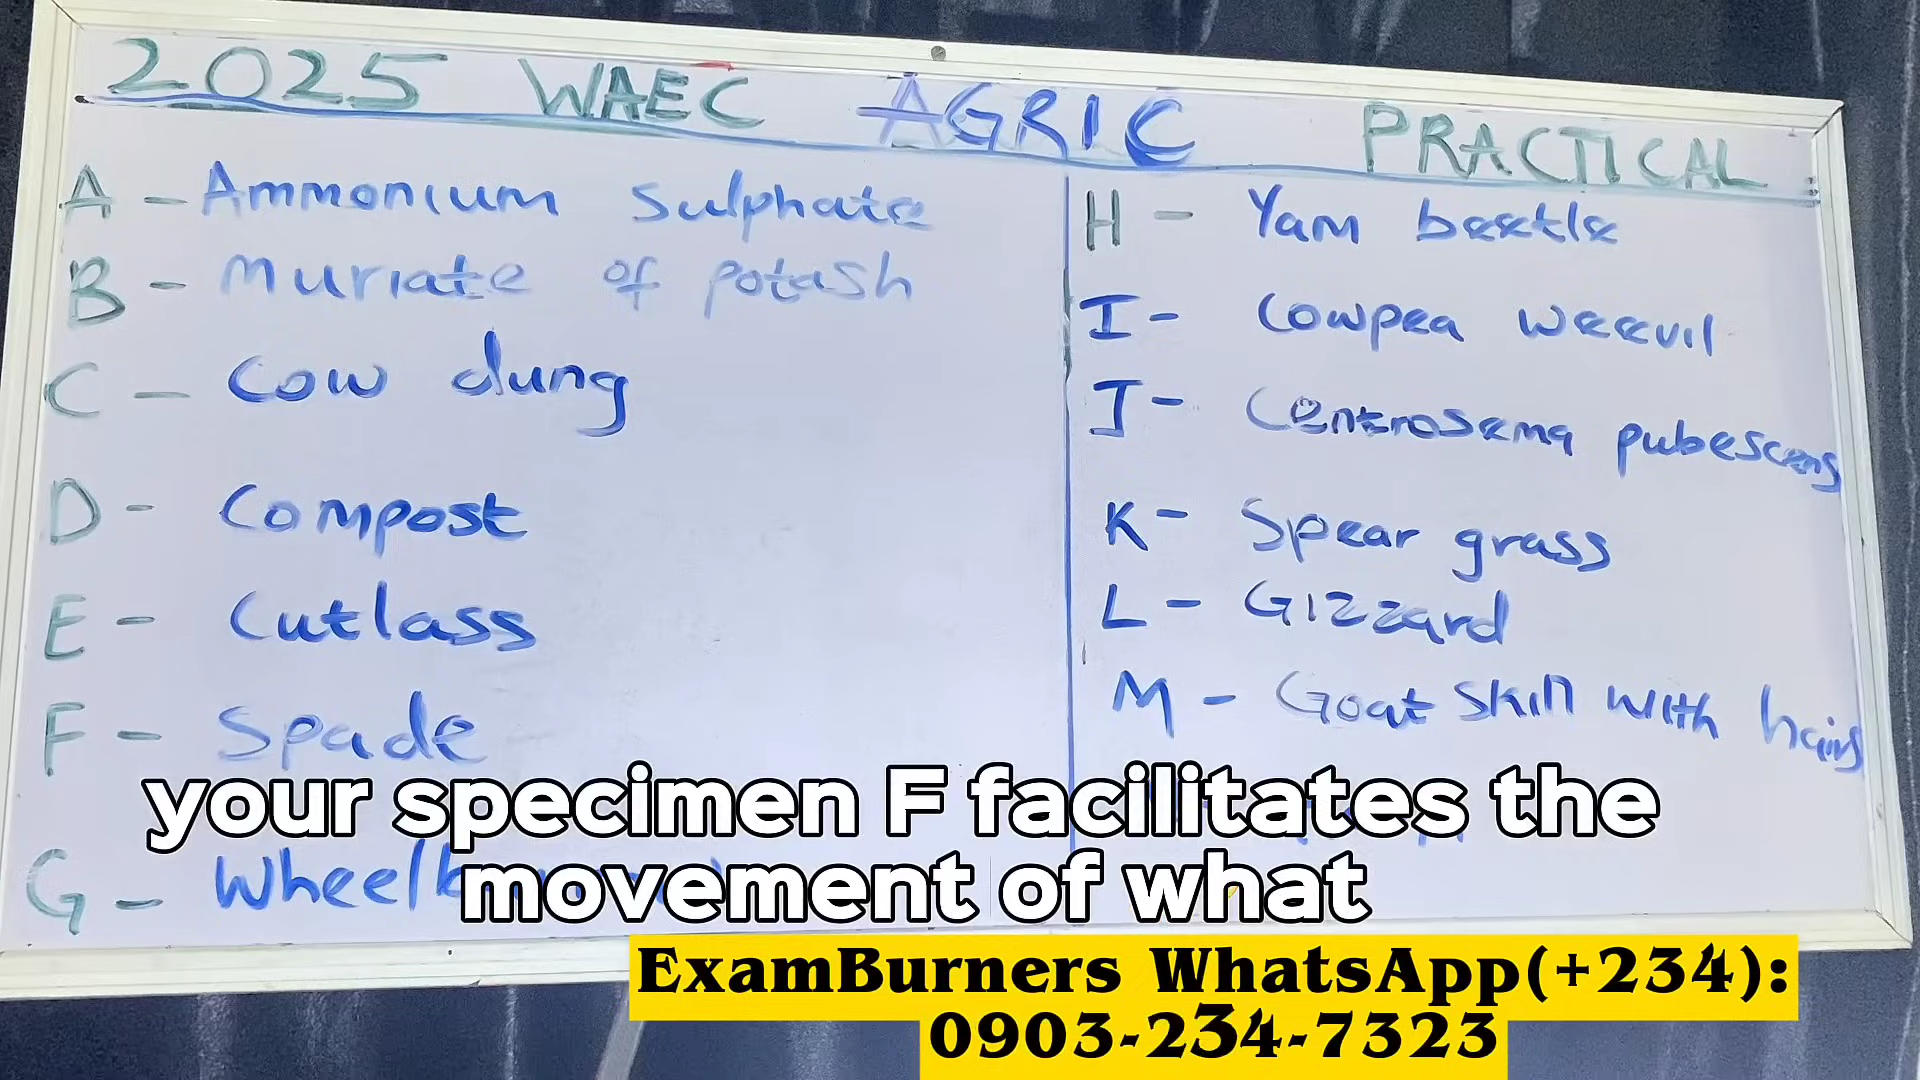 2025 WAEC AGRIC PRACTICAL
A - Ammonium Sulphate
B - Muriate of potash
C - Cow dung
D - Compost
E - Cutlass
F - Spade
G - Wheelb
H - Yam beetle
I - Cowpea weevil
J - Centrosema pubescens
K - Spear grass
L - Gizzard
M - Goat skin with hairs
your specimen F facilitates the
movement of what
ExamBurners WhatsApp(+234):
0903-234-7323